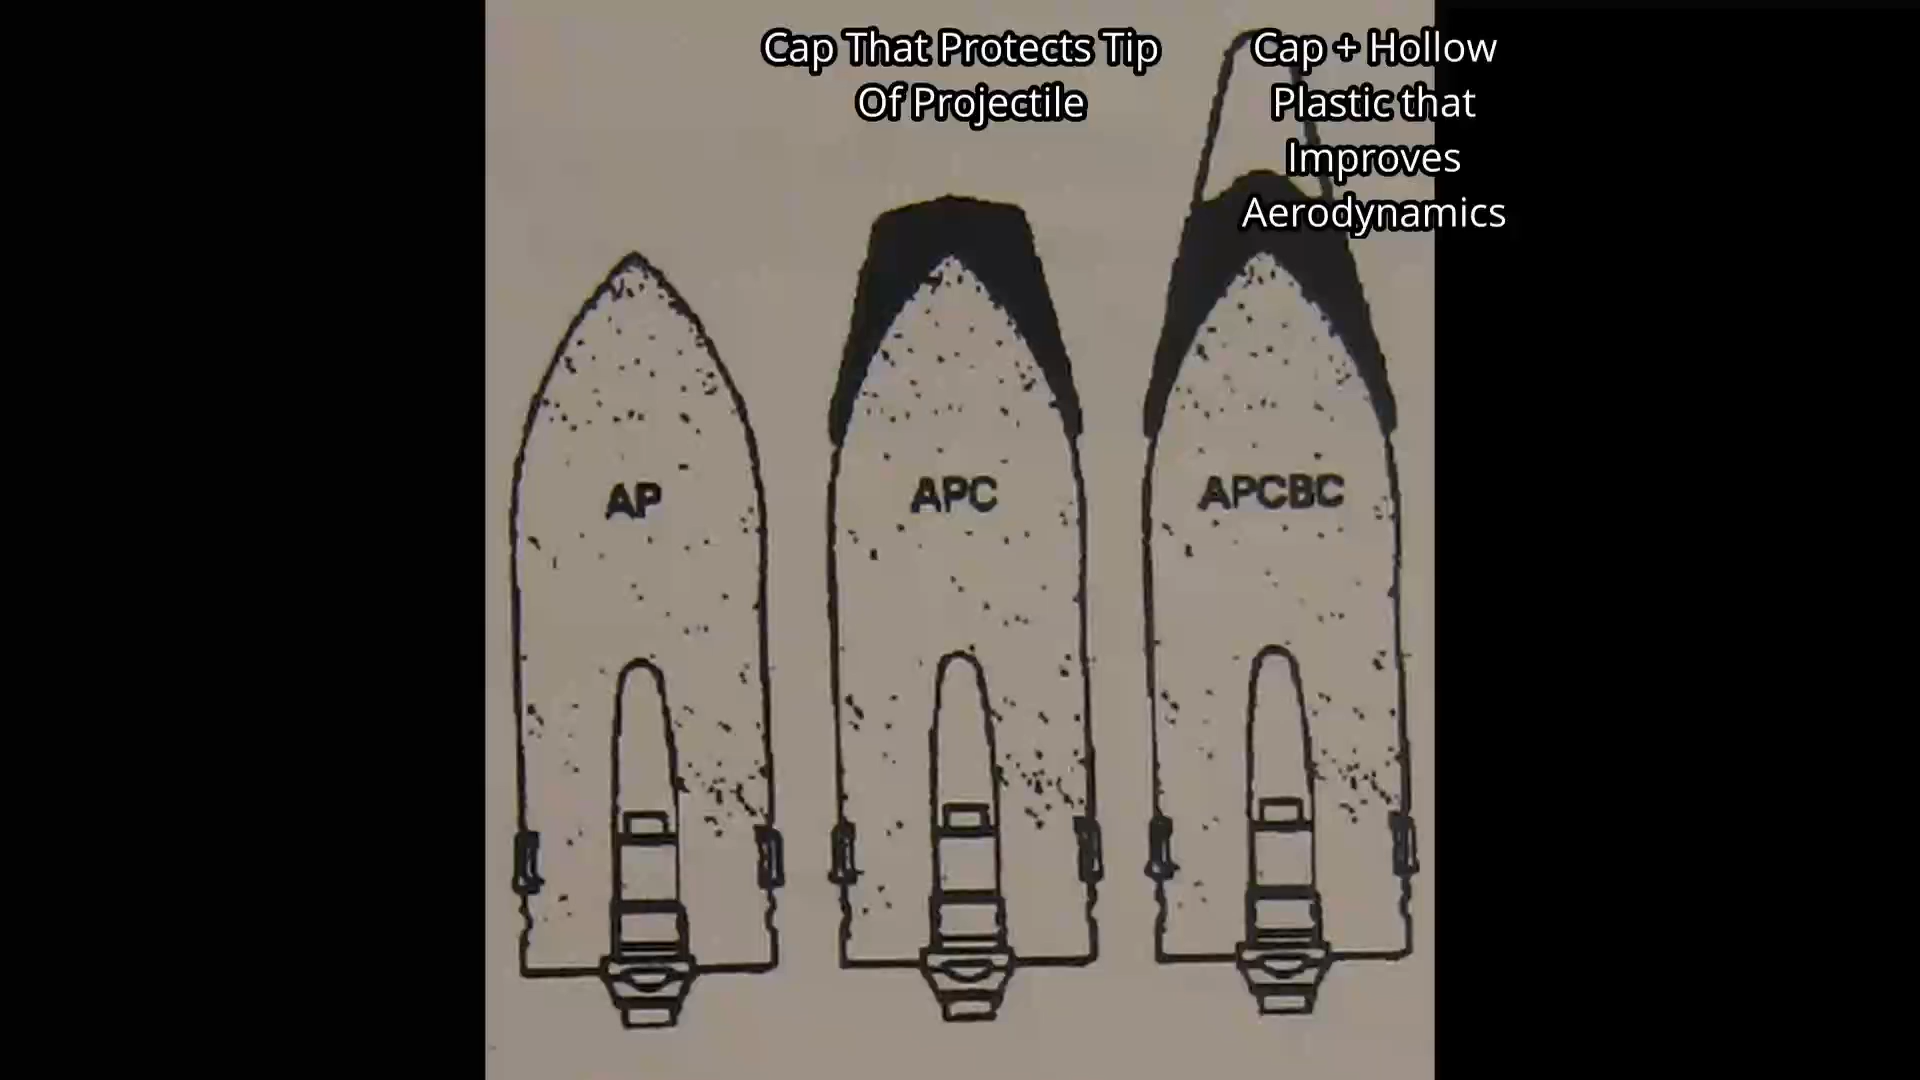 Cap That Protects Tip
Of Projectile
Cap + Hollow
Plastic that
Improves
Aerodynamics
AP
APC
APCBC